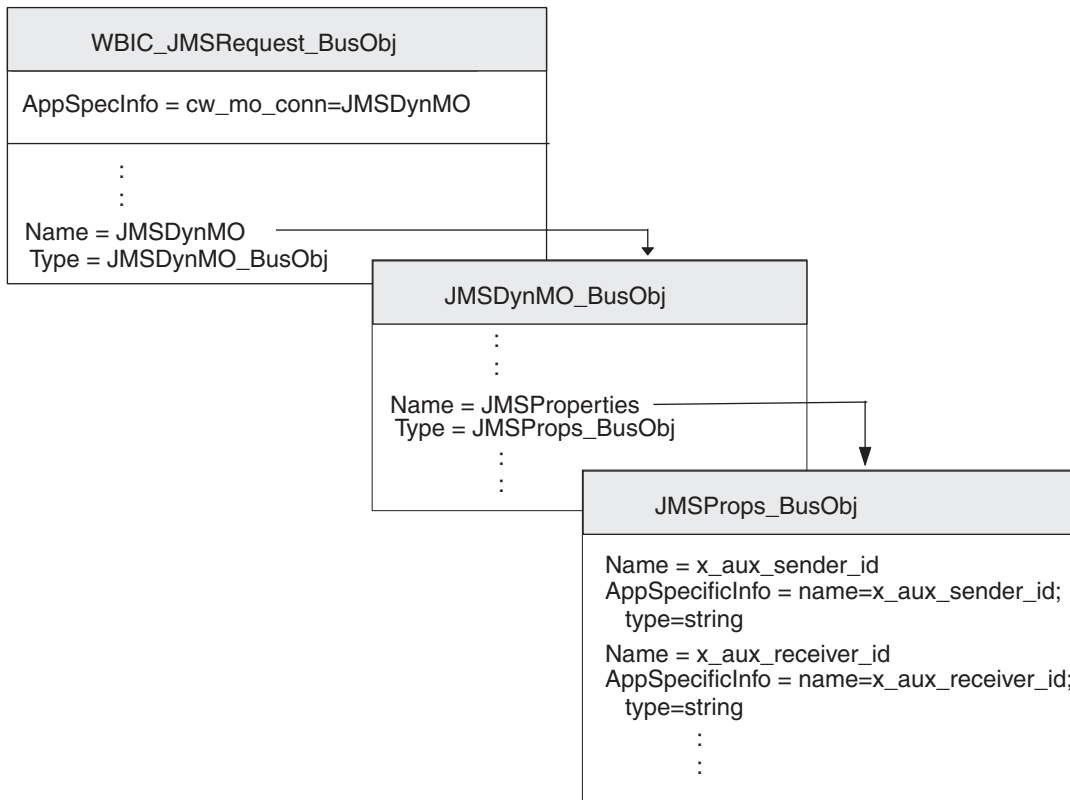 WBIC_JMSRequest_BusObj
AppSpecInfo = cw_mo_conn=JMSDynMO
:
:
Name = JMSDynMO
Type = JMSDynMO_BusObj
JMSDynMO_BusObj
:
:
Name = JMSProperties
Type = JMSProps_BusObj
:
:
JMSProps_BusObj
Name = x_aux_sender_id
AppSpecificInfo = name=x_aux_sender_id;
type=string
Name = x_aux_receiver_id
AppSpecificInfo = name=x_aux_receiver_id;
type=string
:
: